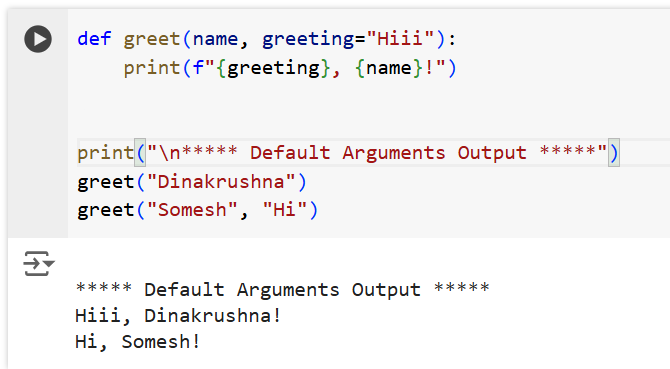 def greet(name, greeting="Hiii"):
    print(f"{greeting}, {name}!")
print("\n***** Default Arguments Output *****")
greet("Dinakrushna")
greet("Somesh", "Hi")
***** Default Arguments Output *****
Hiii, Dinakrushna!
Hi, Somesh!